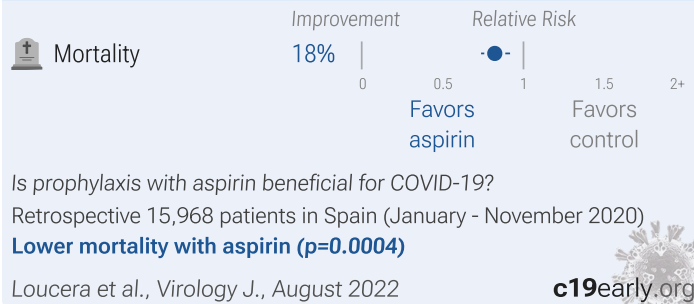 Improvement Relative Risk
Mortality 18%
0 0.5 1 1.5 2+
Favors Favors
aspirin control
Is prophylaxis with aspirin beneficial for COVID-19?
Retrospective 15,968 patients in Spain (January - November 2020)
Lower mortality with aspirin (p=0.0004)
Loucera et al., Virology J., August 2022 c19early.org